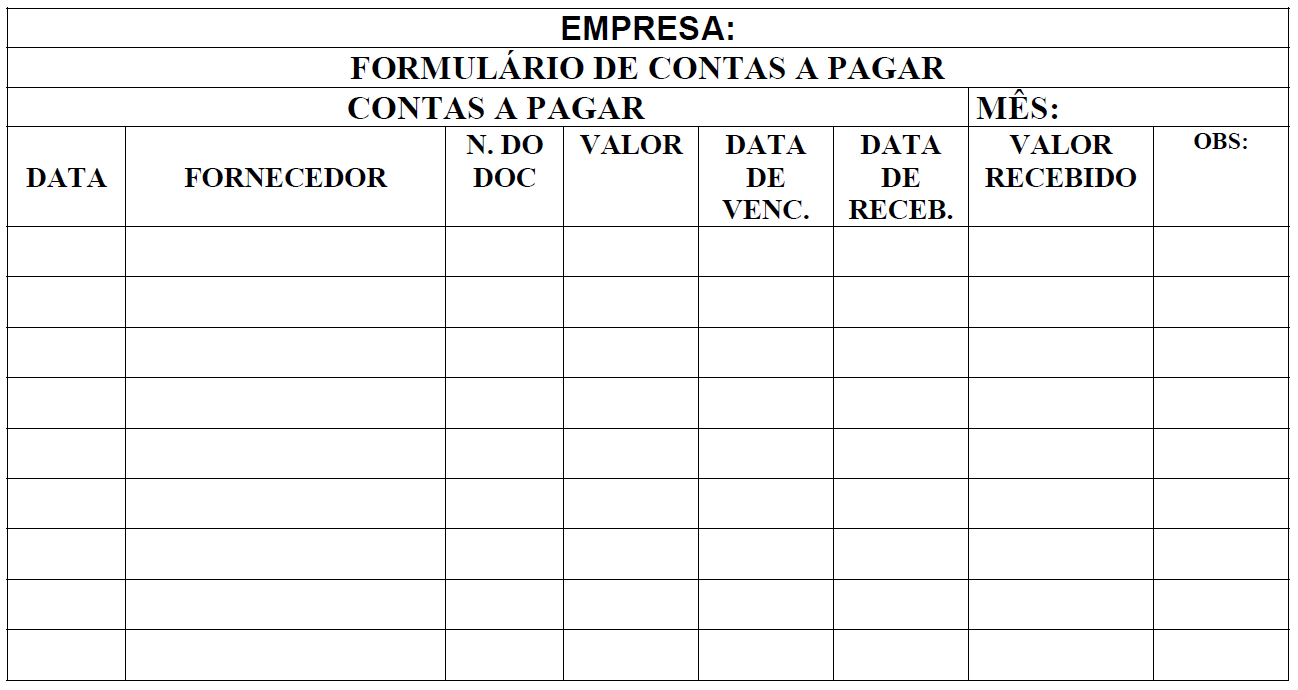 EMPRESA:
FORMULÁRIO DE CONTAS A PAGAR
CONTAS A PAGAR MÊS:
DATA
FORNECEDOR
N. DO
DOC
VALOR
DATA
DE
VENC.
DATA
DE
RECEB.
VALOR
RECEBIDO
OBS: